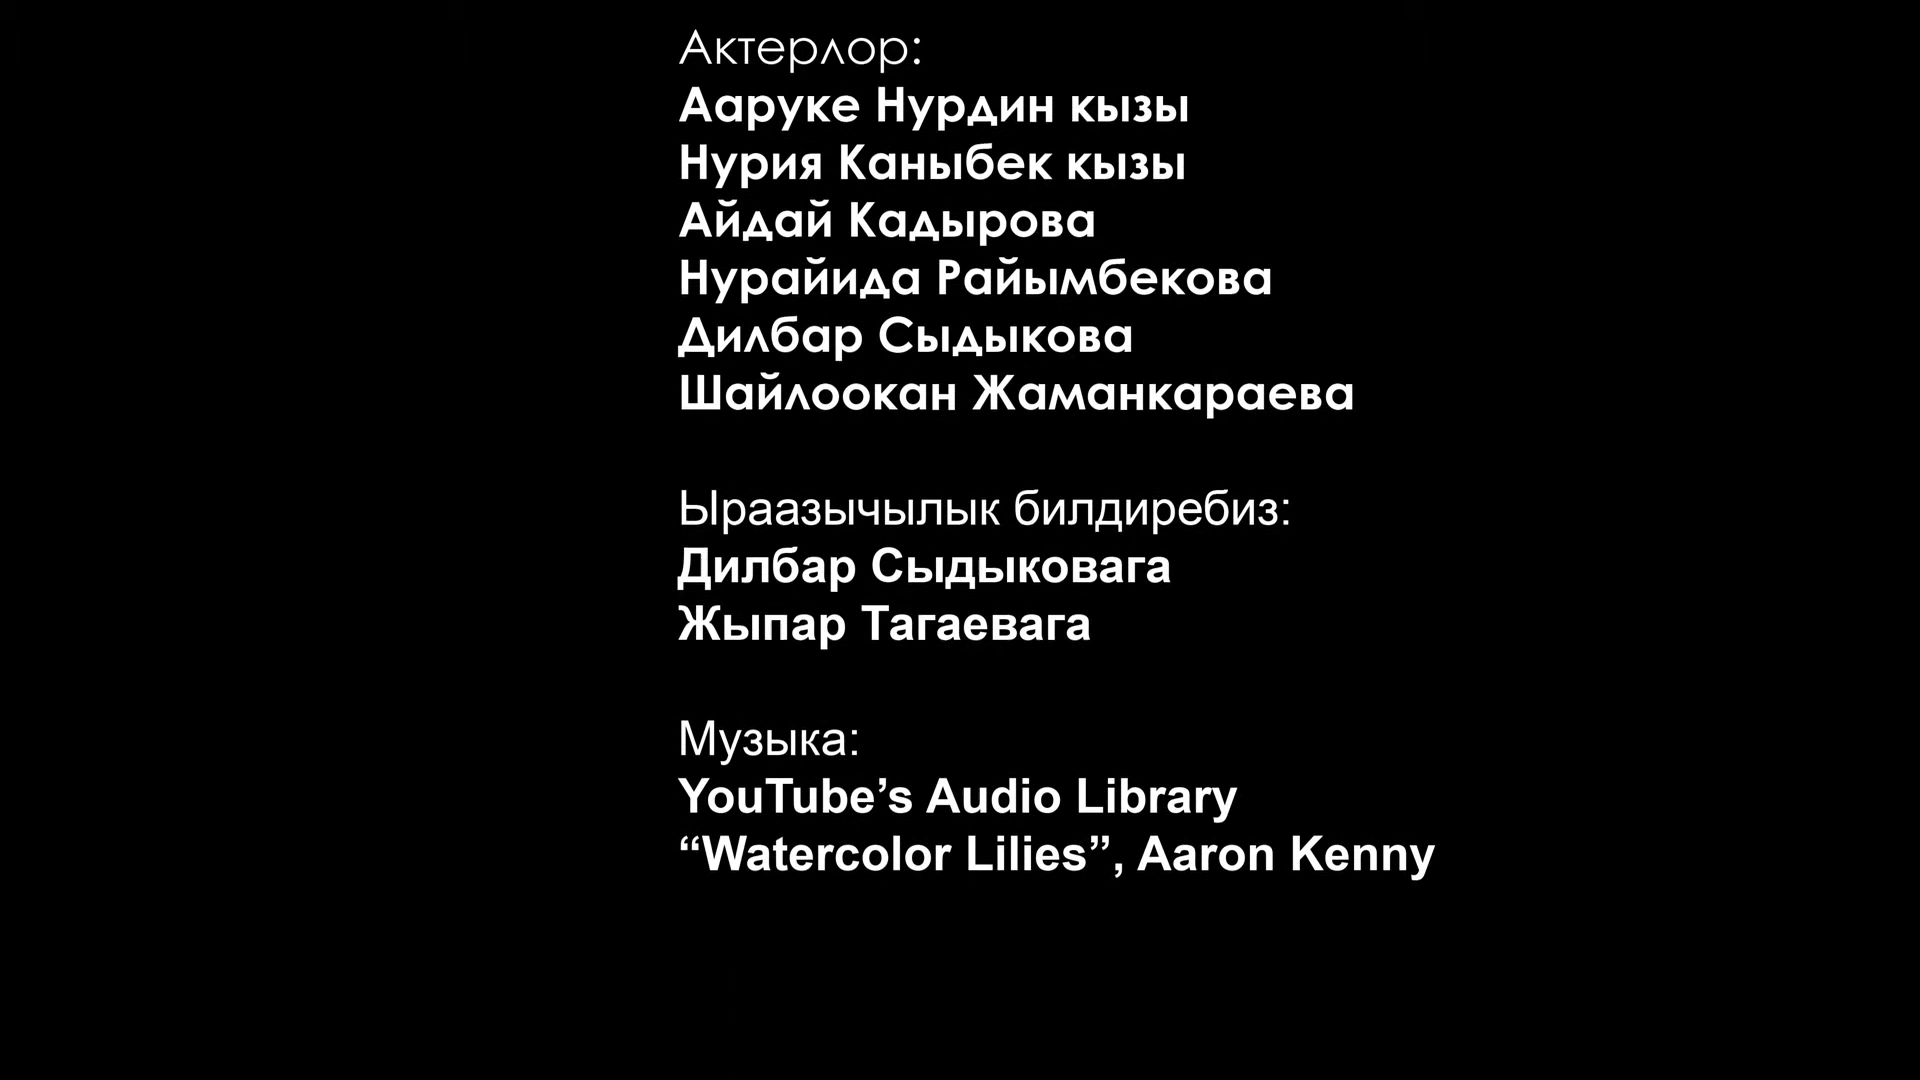 Актерлор:
Ааруке Нурдин кызы
Нурия Каныбек кызы
Айдай Кадырова
Нурайида Райымбекова
Дилбар Сыдыкова
Шайлоокан Жаманкараева
Ыраазычылык билдиребиз:
Дилбар Сыдыковага
Жыпар Тагаевага
Музыка:
YouTube’s Audio Library
“Watercolor Lilies”, Aaron Kenny